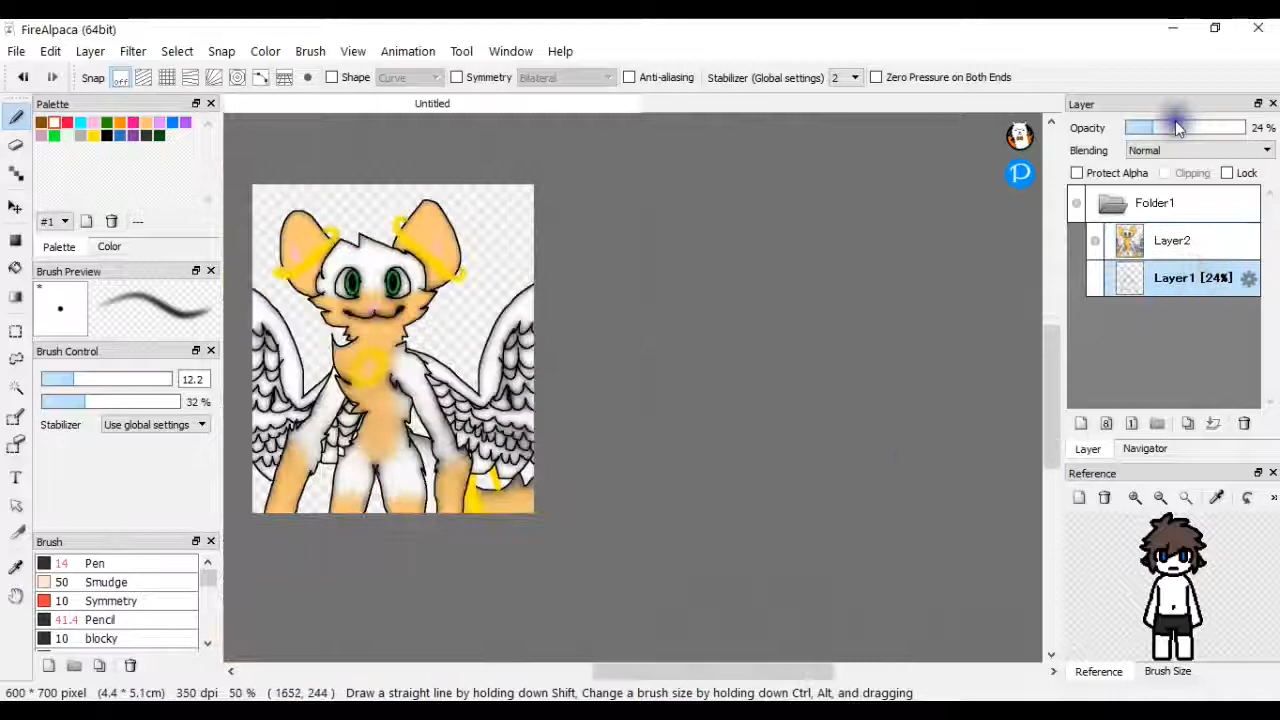 FireAlpaca (64bit)
File Edit Layer Filter Select Snap Color Brush View Animation Tool Window Help
Snap off Shape Curve Symmetry Bilateral Anti-aliasing Stabilizer (Global settings) 2 Zero Pressure on Both Ends
Palette
Untitled
Layer
Opacity 24 %
Blending Normal
Protect Alpha Clipping Lock
Folder1
#1 ---
Palette Color
Layer2
Brush Preview
Layer1 [24%]
*
Brush Control
12.2
32 %
Stabilizer Use global settings
Layer Navigator
Reference
Brush
14 Pen
50 Smudge
10 Symmetry
41.4 Pencil
10 blocky
Reference Brush Size
600 * 700 pixel (4.4 * 5.1cm) 350 dpi 50 % ( 1652, 244 ) Draw a straight line by holding down Shift, Change a brush size by holding down Ctrl, Alt, and dragging